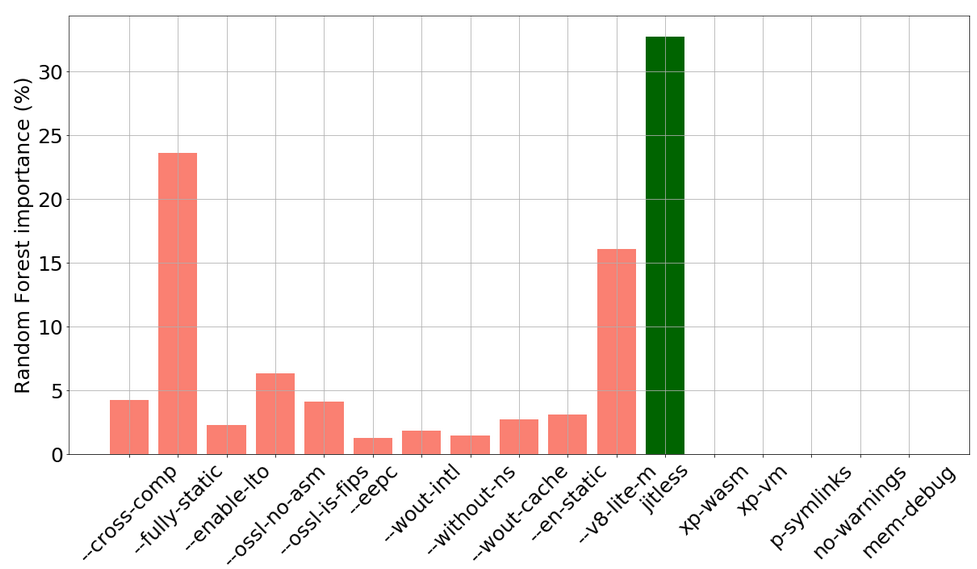 Random Forest importance (%)
30
25
20
15
10
5
0
--cross-comp
--fully-static
--enable-lto
--ossl-no-asm
--ossl-is-fips
--eepc
--wout-intl
--without-ns
--wout-cache
--en-static
--v8-lite-m
jitless
xp-wasm
xp-vm
p-symlinks
no-warnings
mem-debug